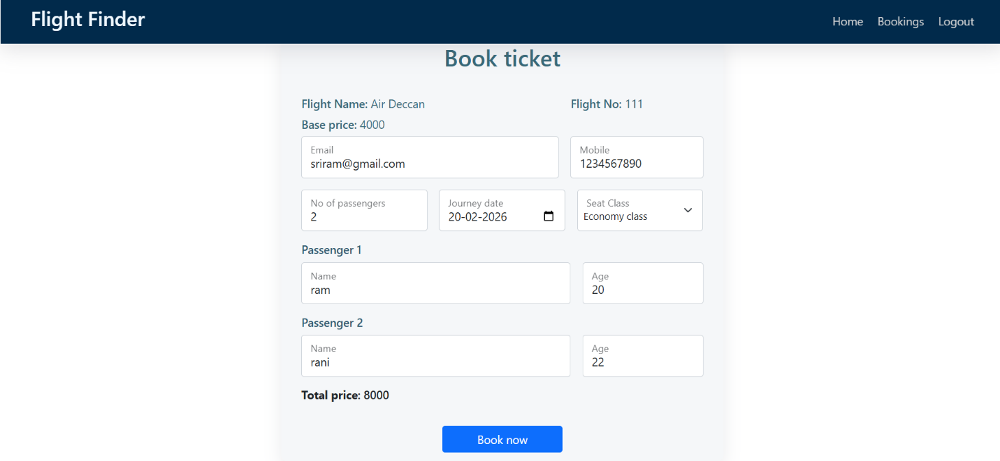 Flight Finder
Home Bookings Logout
Book ticket
Flight Name: Air Deccan Flight No: 111
Base price: 4000
Email Mobile
sriram@gmail.com 1234567890
No of passengers Journey date Seat Class
2 20-02-2026 Economy class
Passenger 1
Name Age
ram 20
Passenger 2
Name Age
rani 22
Total price: 8000
Book now